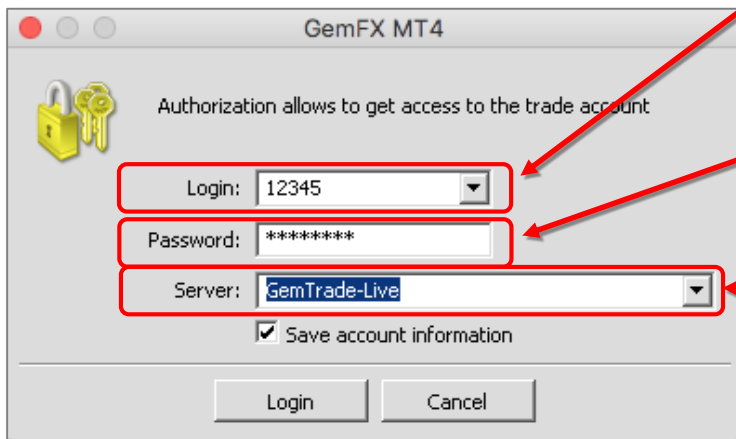 GemFX MT4
Authorization allows to get access to the trade account
Login: 12345
Password: ********
Server: GemTrade-Live
Save account information
Login Cancel